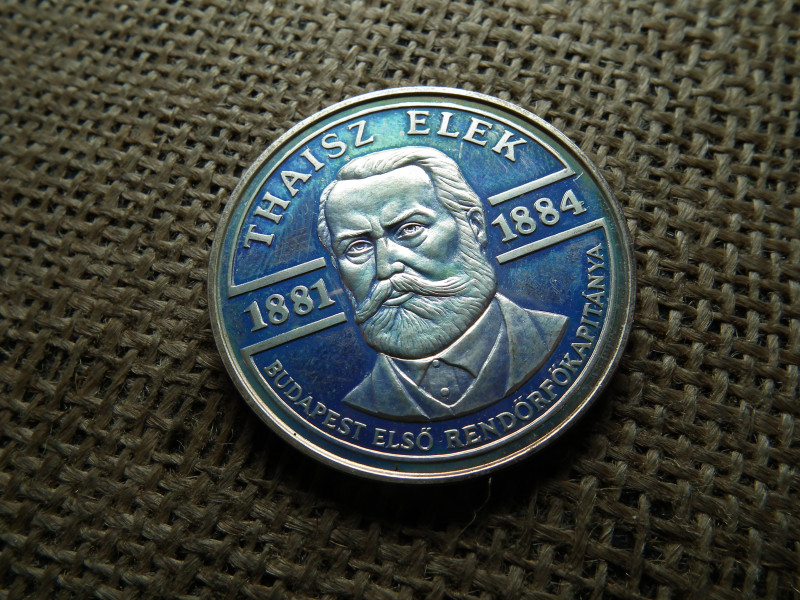 THAISZ ELEK
1881
1884
BUDAPEST ELSŐ RENDŐRFŐKAPITÁNYA